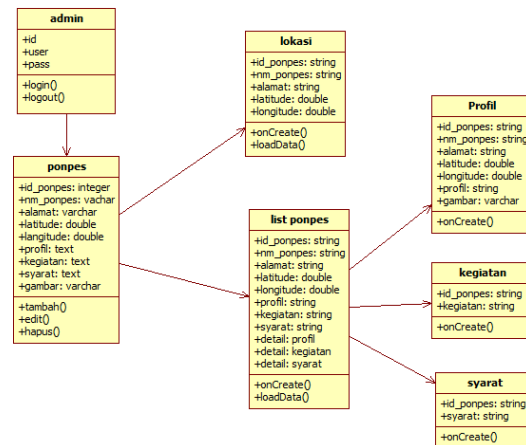 admin
+id
+user
+pass
+login()
+logout()
ponpes
+id_ponpes: integer
+nm_ponpes: vachar
+alamat: varchar
+latitude: double
+langitude: double
+profil: text
+kegiatan: text
+syarat: text
+gambar: varchar
+tambah()
+edit()
+hapus()
lokasi
+id_ponpes: string
+nm_ponpes: string
+alamat: string
+latitude: double
+longitude: double
+onCreate()
+loadData()
list ponpes
+id_ponpes: string
+nm_ponpes: string
+alamat: string
+latitude: double
+longitude: double
+profil: string
+kegiatan: string
+syarat: string
+detail: profil
+detail: kegiatan
+detail: syarat
+onCreate()
+loadData()
Profil
+id_ponpes: string
+nm_ponpes: string
+alamat: string
+latitude: double
+longitude: double
+profil: string
+gambar: varchar
+onCreate()
kegiatan
+id_ponpes: string
+kegiatan: string
+onCreate()
syarat
+id_ponpes: string
+syarat: string
+onCreate()